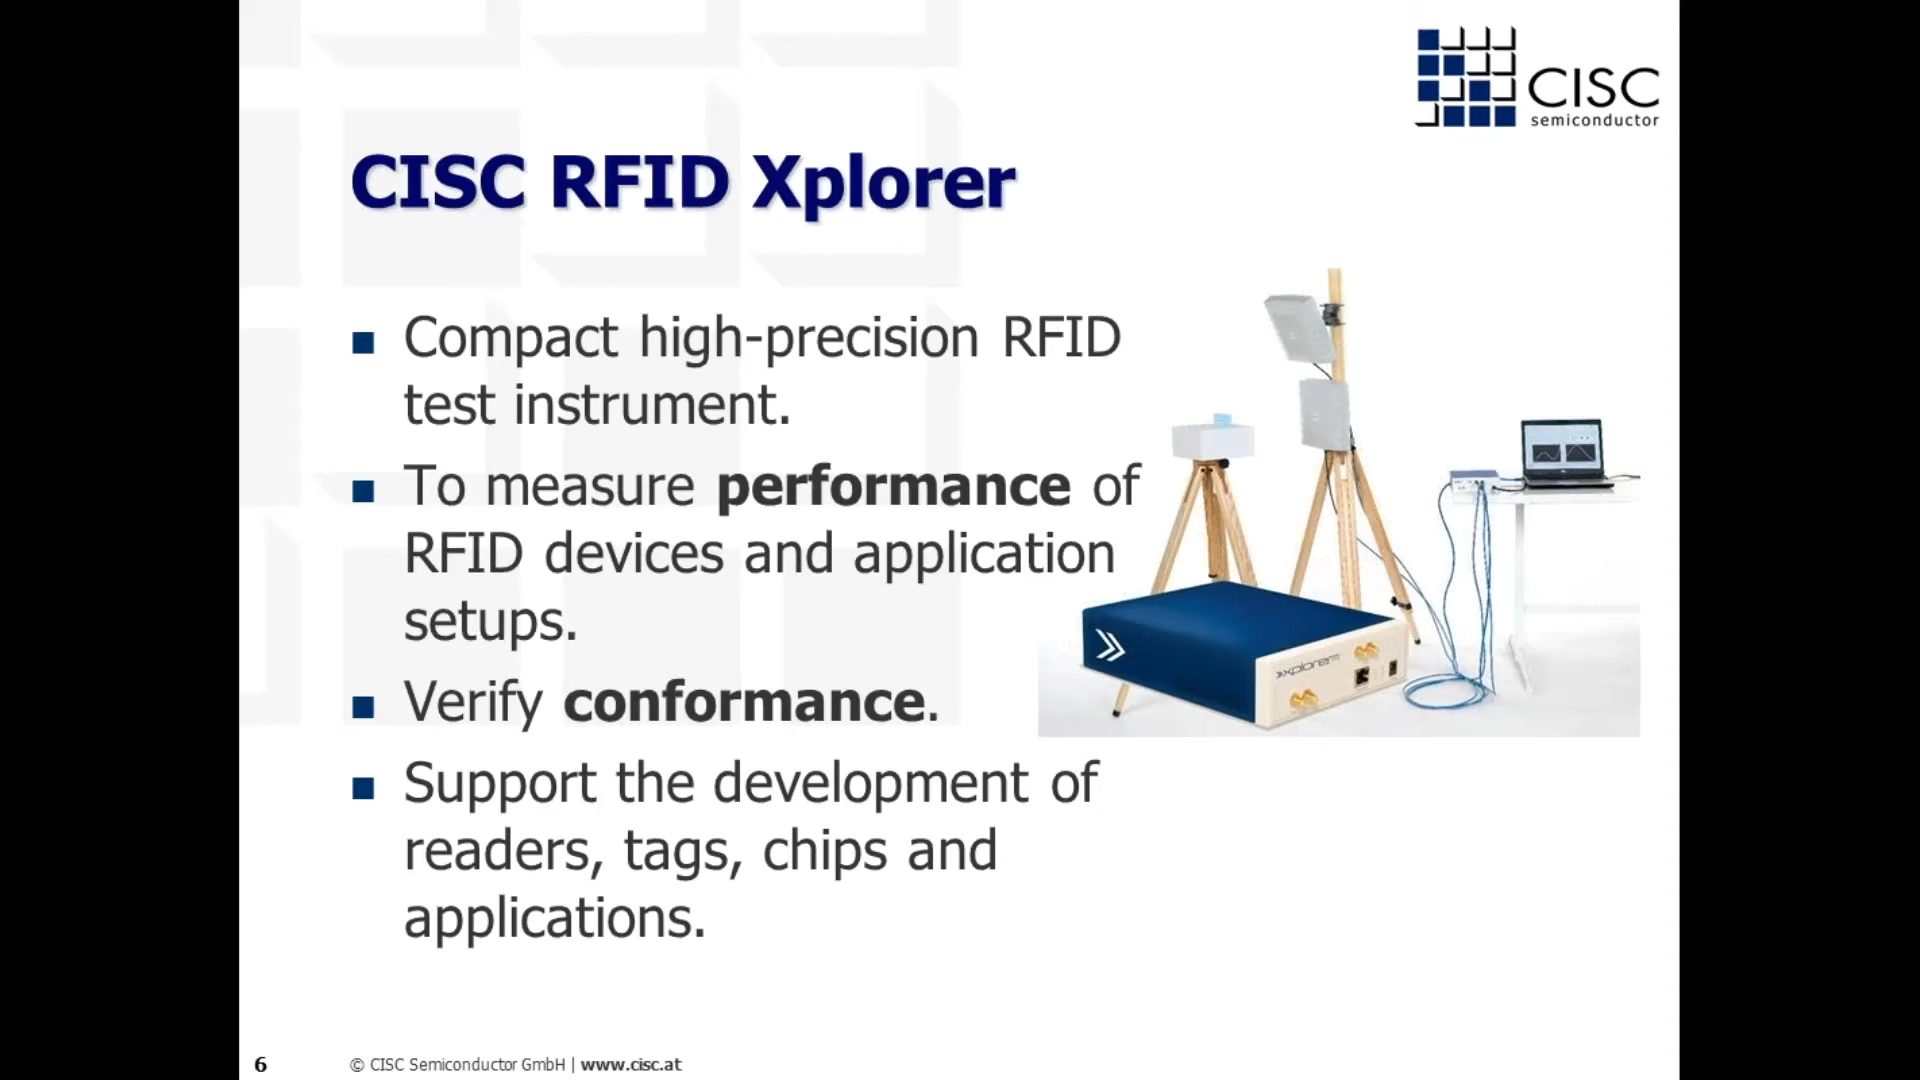 CISC
semiconductor
CISC RFID Xplorer
Compact high-precision RFID
test instrument.
To measure performance of
RFID devices and application
setups.
Verify conformance.
Support the development of
readers, tags, chips and
applications.
xplorer
6
© CISC Semiconductor GmbH | www.cisc.at